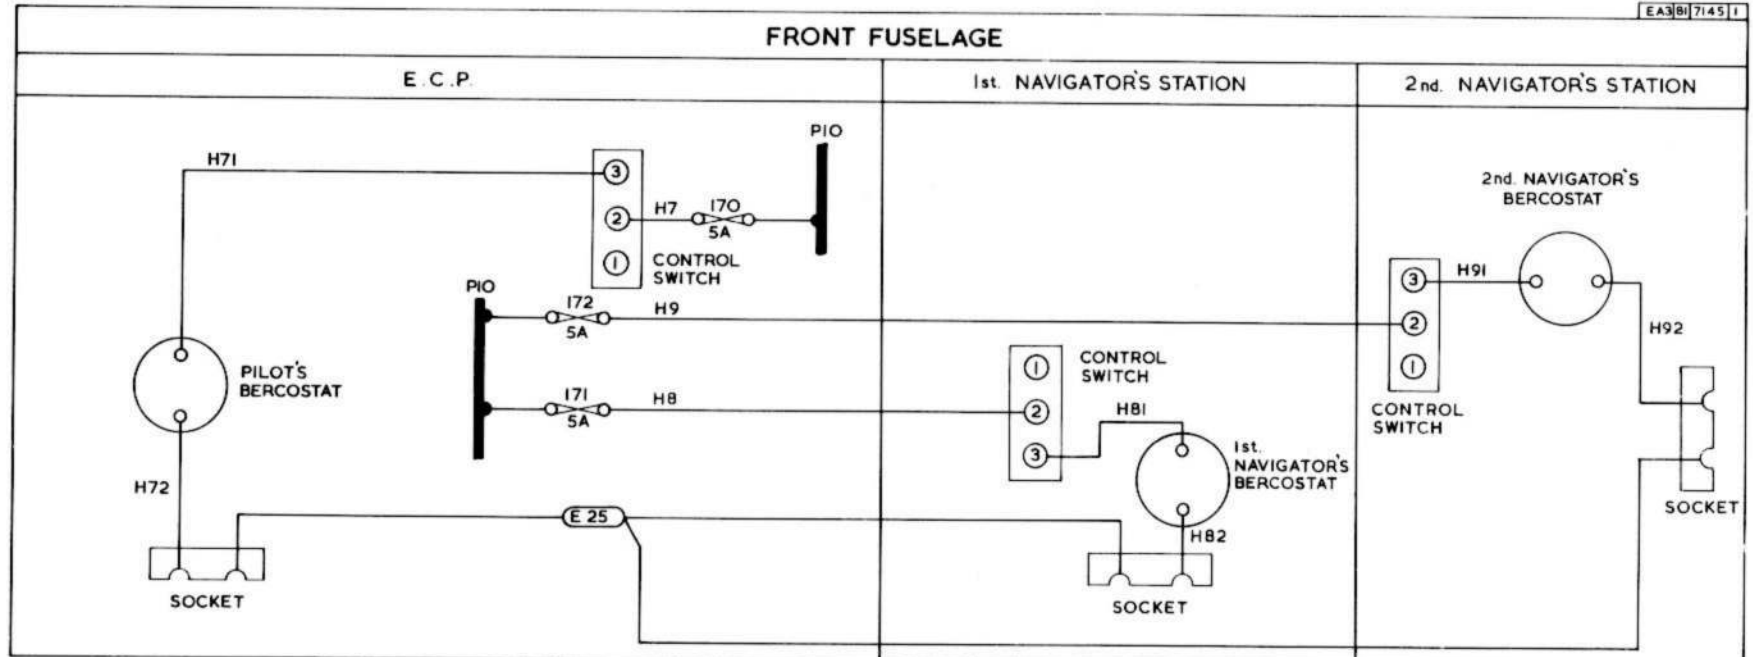 EA3 81 7145 1
FRONT FUSELAGE
E.C.P.
1st. NAVIGATOR'S STATION
2nd. NAVIGATOR'S STATION
P10
H71
3
2
1
H7
170
5A
CONTROL
SWITCH
P10
172
5A
H9
171
5A
H8
PILOT'S
BERCOSTAT
H72
E 25
SOCKET
1
2
3
CONTROL
SWITCH
H81
1st.
NAVIGATOR'S
BERCOSTAT
H82
SOCKET
2nd. NAVIGATOR'S
BERCOSTAT
3
2
1
H91
H92
CONTROL
SWITCH
SOCKET